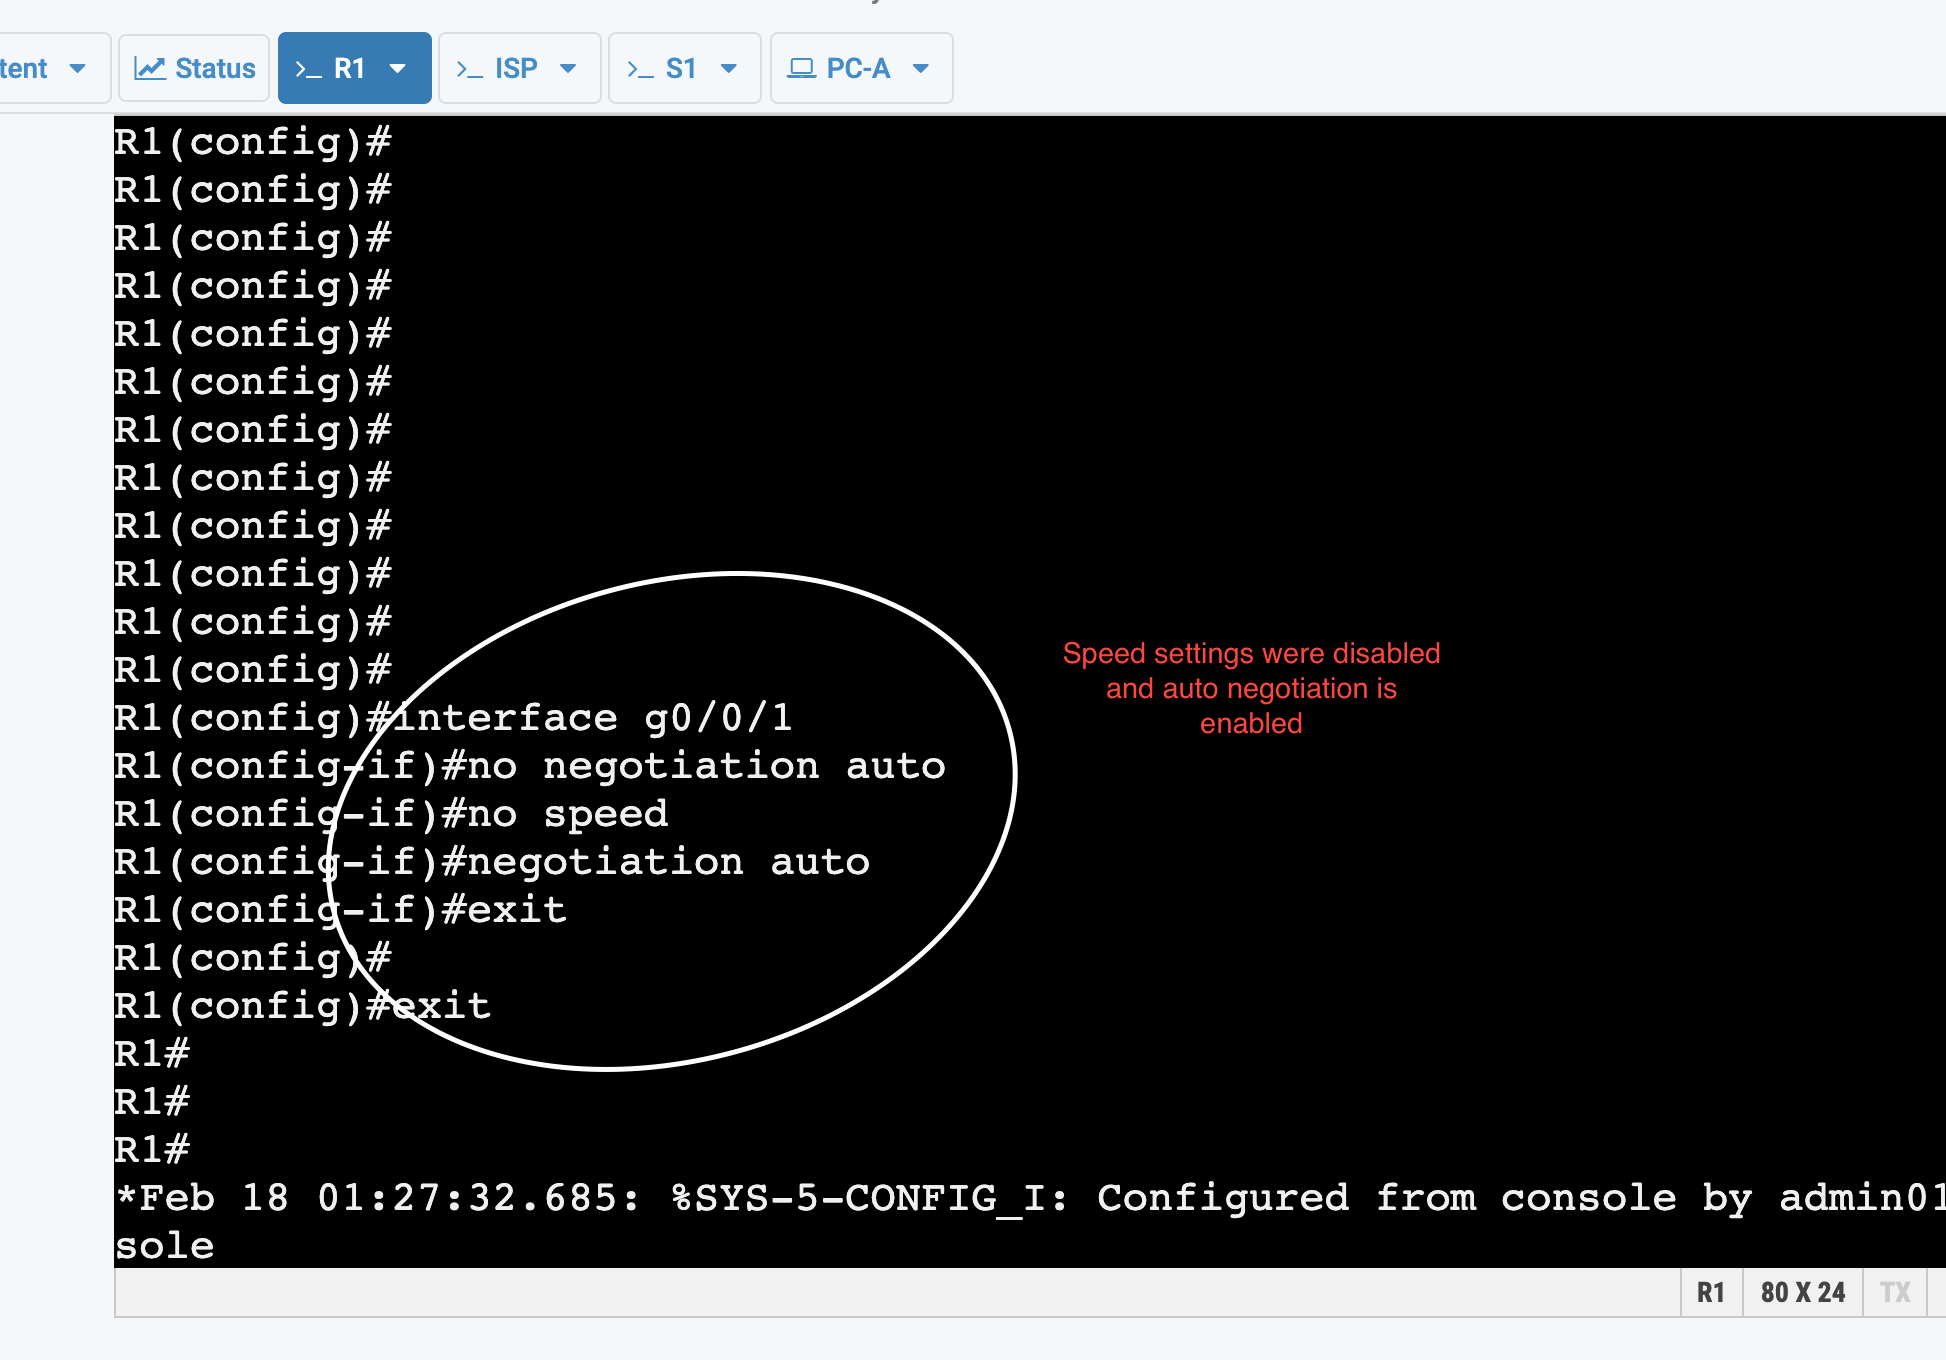 tent
Status
>_ R1
>_ ISP
>_ S1
PC-A
R1(config)#
R1(config)#
R1(config)#
R1(config)#
R1(config)#
R1(config)#
R1(config)#
R1(config)#
R1(config)#
R1(config)#
R1(config)#
R1(config)#
R1(config)#interface g0/0/1
R1(config-if)#no negotiation auto
R1(config-if)#no speed
R1(config-if)#negotiation auto
R1(config-if)#exit
R1(config)#
R1(config)#exit
R1#
R1#
R1#
*Feb 18 01:27:32.685: %SYS-5-CONFIG_I: Configured from console by admin01
sole
Speed settings were disabled
and auto negotiation is
enabled
R1
80 X 24
TX